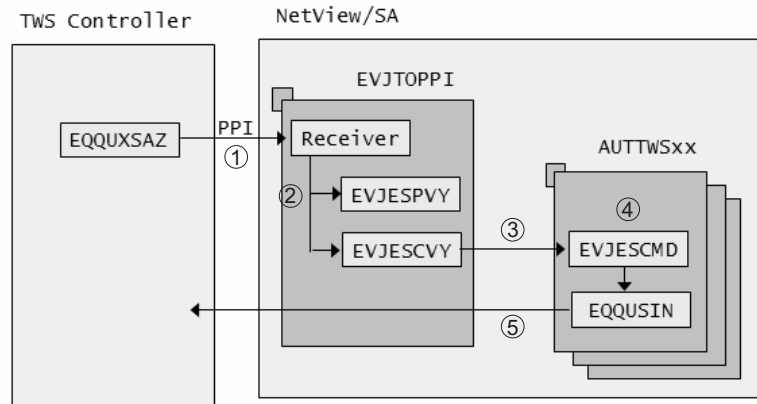 TWS Controller
NetView/SA
EVJTOPPI
EQQUXSAZ
PPI
①
Receiver
②
EVJESPVY
EVJESCVY
③
AUTTWSxx
④
EVJESCMD
EQQUSIN
⑤